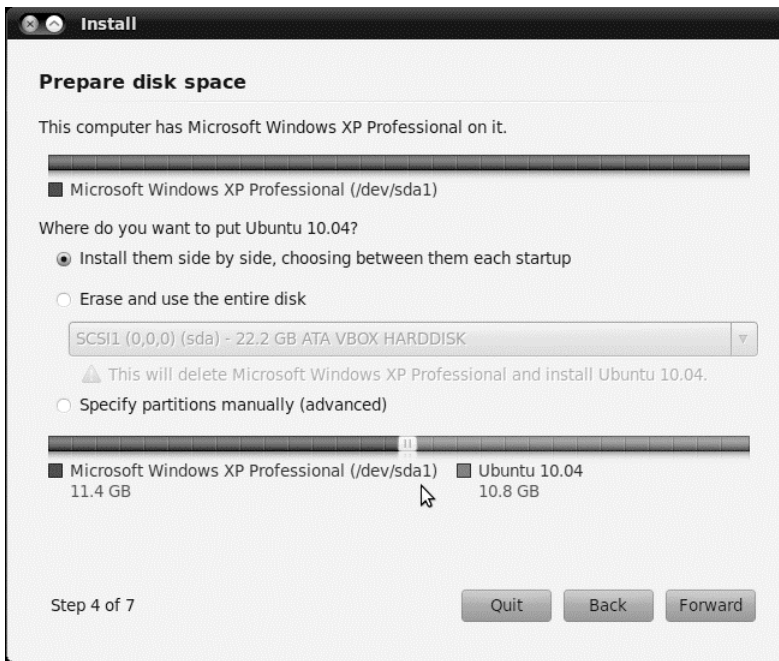 Install
Prepare disk space
This computer has Microsoft Windows XP Professional on it.
Microsoft Windows XP Professional (/dev/sda1)
Where do you want to put Ubuntu 10.04?
Install them side by side, choosing between them each startup
Erase and use the entire disk
SCSI1 (0,0,0) (sda) - 22.2 GB ATA VBOX HARDDISK
This will delete Microsoft Windows XP Professional and install Ubuntu 10.04.
Specify partitions manually (advanced)
Microsoft Windows XP Professional (/dev/sda1) Ubuntu 10.04
11.4 GB 10.8 GB
Step 4 of 7 Quit Back Forward